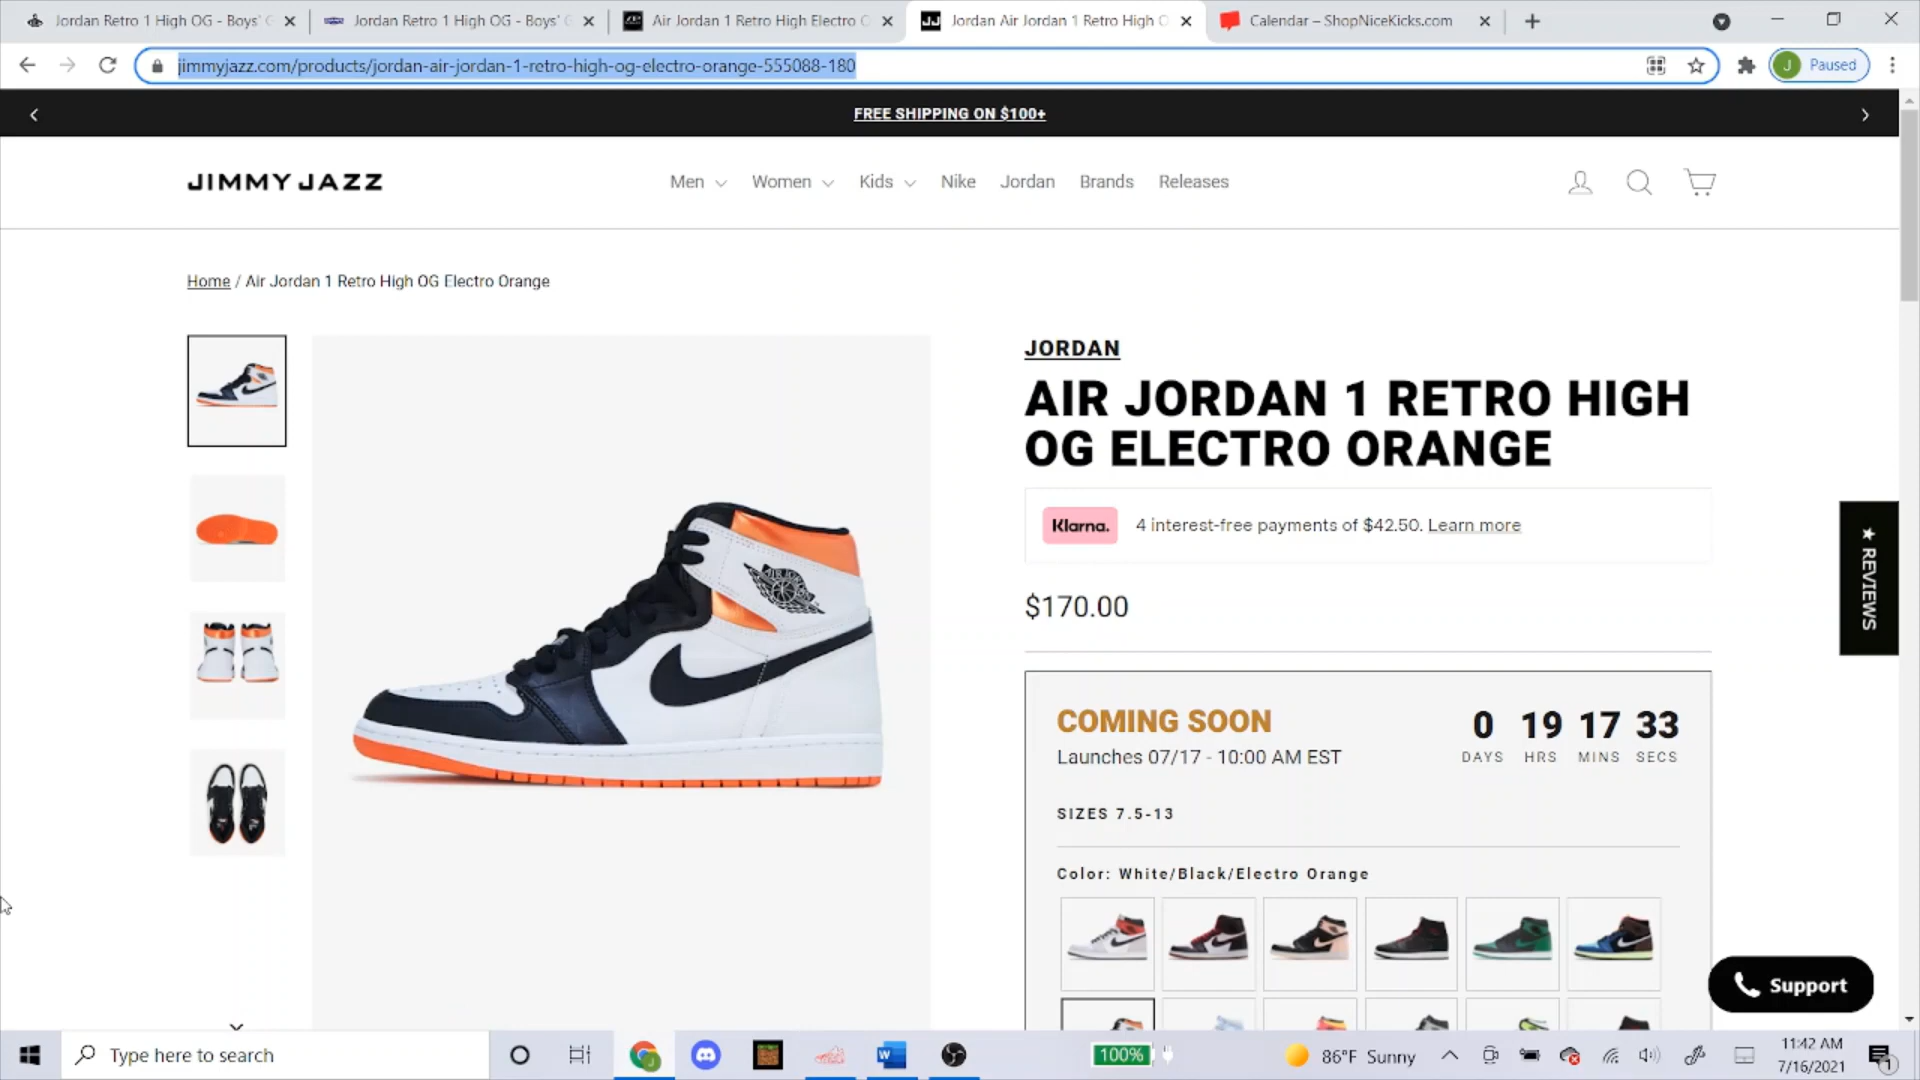 Jordan Retro 1 High OG - Boys' G
Jordan Retro 1 High OG - Boys' G
Air Jordan 1 Retro High Electro O
Jordan Air Jordan 1 Retro High O
Calendar – ShopNiceKicks.com
jimmyjazz.com/products/jordan-air-jordan-1-retro-high-og-electro-orange-555088-180
J
Paused
FREE SHIPPING ON $100+
JIMMY JAZZ
Men
Women
Kids
Nike
Jordan
Brands
Releases
Home / Air Jordan 1 Retro High OG Electro Orange
JORDAN
AIR JORDAN 1 RETRO HIGH
OG ELECTRO ORANGE
Klarna. 4 interest-free payments of $42.50. Learn more
★ REVIEWS
$170.00
COMING SOON
0 19 17 33
DAYS HRS MINS SECS
Launches 07/17 - 10:00 AM EST
SIZES 7.5-13
Color: White/Black/Electro Orange
Support
Type here to search
100%
86°F Sunny
11:42 AM
7/16/2021
1